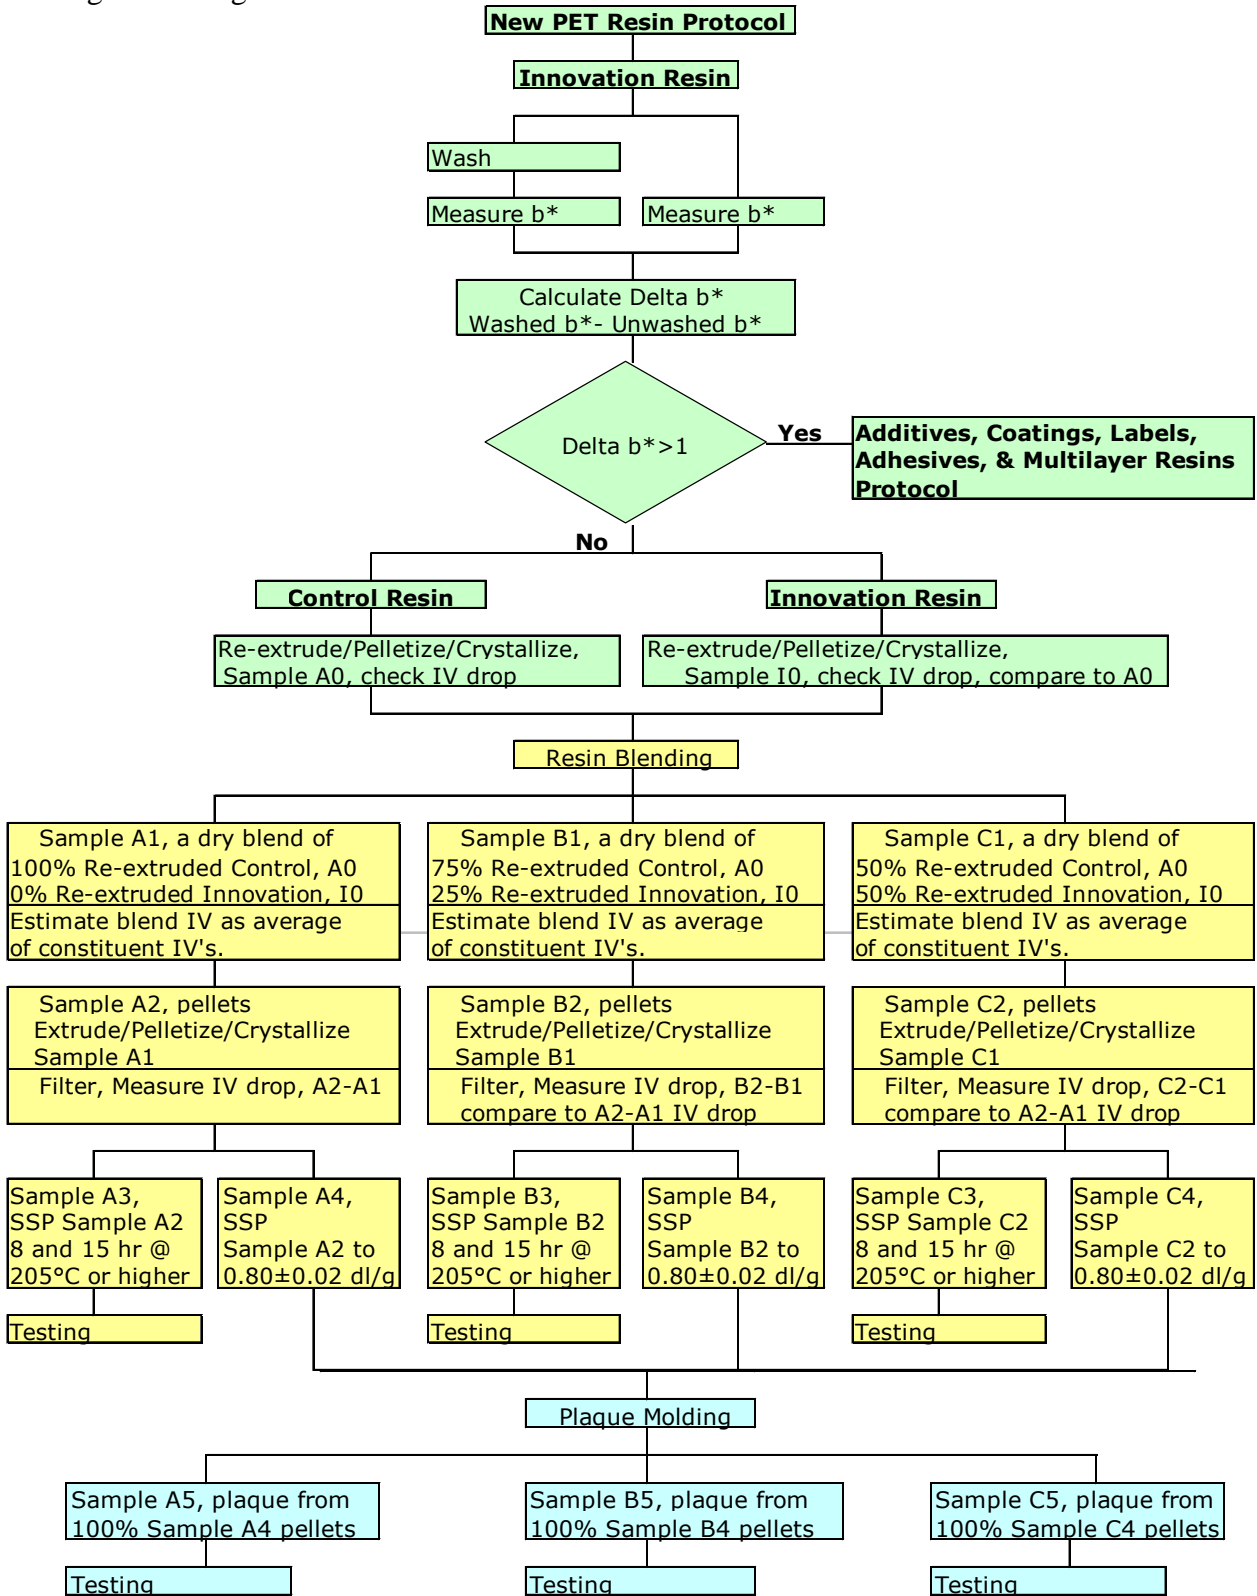 New PET Resin Protocol
Innovation Resin
Wash
Measure b*
Measure b*
Calculate Delta b*
Washed b*- Unwashed b*
Delta b*>1
Yes
Additives, Coatings, Labels,
Adhesives, & Multilayer Resins
Protocol
No
Control Resin
Innovation Resin
Re-extrude/Pelletize/Crystallize,
Sample A0, check IV drop
Re-extrude/Pelletize/Crystallize,
Sample I0, check IV drop, compare to A0
Resin Blending
Sample A1, a dry blend of
100% Re-extruded Control, A0
0% Re-extruded Innovation, I0
Estimate blend IV as average
of constituent IV's.
Sample B1, a dry blend of
75% Re-extruded Control, A0
25% Re-extruded Innovation, I0
Estimate blend IV as average
of constituent IV's.
Sample C1, a dry blend of
50% Re-extruded Control, A0
50% Re-extruded Innovation, I0
Estimate blend IV as average
of constituent IV's.
Sample A2, pellets
Extrude/Pelletize/Crystallize
Sample A1
Filter, Measure IV drop, A2-A1
Sample B2, pellets
Extrude/Pelletize/Crystallize
Sample B1
Filter, Measure IV drop, B2-B1
compare to A2-A1 IV drop
Sample C2, pellets
Extrude/Pelletize/Crystallize
Sample C1
Filter, Measure IV drop, C2-C1
compare to A2-A1 IV drop
Sample A3,
SSP Sample A2
8 and 15 hr @
205°C or higher
Sample A4,
SSP
Sample A2 to
0.80±0.02 dl/g
Sample B3,
SSP Sample B2
8 and 15 hr @
205°C or higher
Sample B4,
SSP
Sample B2 to
0.80±0.02 dl/g
Sample C3,
SSP Sample C2
8 and 15 hr @
205°C or higher
Sample C4,
SSP
Sample C2 to
0.80±0.02 dl/g
Testing
Testing
Testing
Plaque Molding
Sample A5, plaque from
100% Sample A4 pellets
Sample B5, plaque from
100% Sample B4 pellets
Sample C5, plaque from
100% Sample C4 pellets
Testing
Testing
Testing